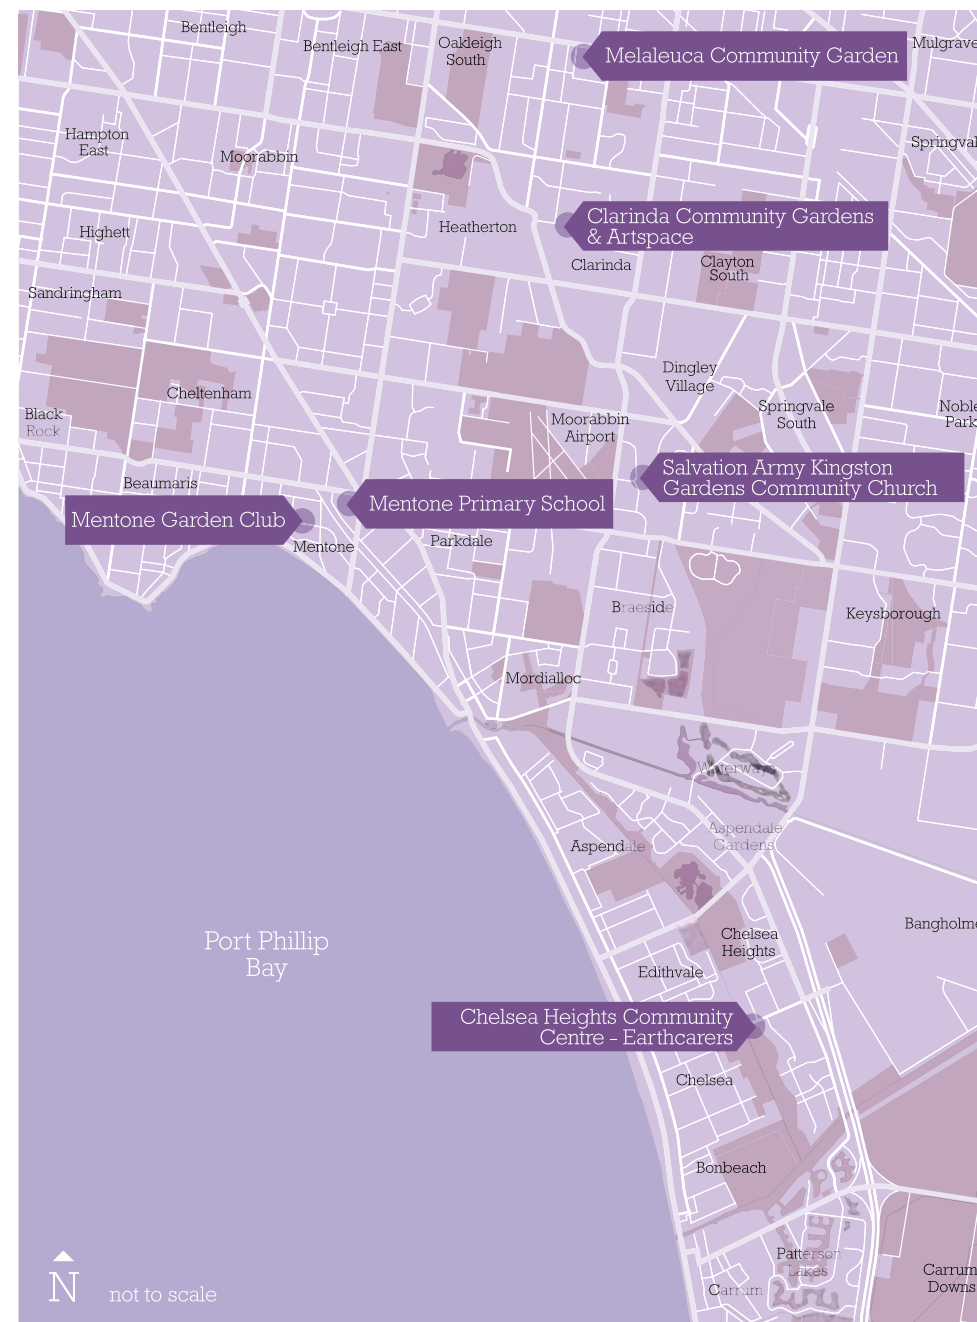 Bentleigh
Bentleigh East
Oakleigh
South
Melaleuca Community Garden
Mulgrave
Hampton
East
Moorabbin
Springval
Highett
Heatherton
Clarinda Community Gardens
& Artspace
Clarinda
Clayton
South
Sandringham
Cheltenham
Dingley
Village
Black
Rock
Moorabbin
Airport
Springvale
South
Noble
Park
Beaumaris
Salvation Army Kingston
Gardens Community Church
Mentone Garden Club
Mentone Primary School
Mentone
Parkdale
Braeside
Keysborough
Mordialloc
Waterways
Aspendale
Gardens
Aspendale
Port Phillip
Bay
Chelsea
Heights
Bangholme
Edithvale
Chelsea Heights Community
Centre - Earthcarers
Chelsea
Bonbeach
Patterson
Lakes
Carrum
Carrum
Downs
N
not to scale